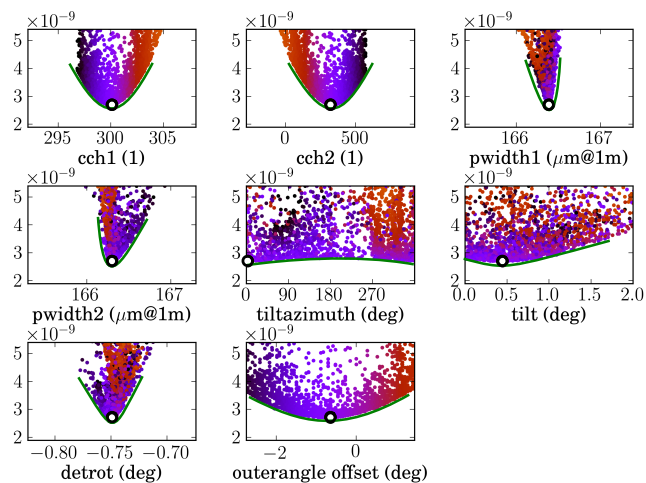 ×10⁻⁹ ×10⁻⁹ ×10⁻⁹
5 5 5
4 4 4
3 3 3
2 2 2
295 300 305 0 500 166 167
cch1 (1) cch2 (1) pwidth1 (μm@1m)
×10⁻⁹ ×10⁻⁹ ×10⁻⁹
5 5 5
4 4 4
3 3 3
2 2 2
166 167 0 90 180 270 0.0 0.5 1.0 1.5 2.0
pwidth2 (μm@1m) tiltazimuth (deg) tilt (deg)
×10⁻⁹ ×10⁻⁹
5 5
4 4
3 3
2 2
−0.80 −0.75 −0.70 −2 0
detrot (deg) outerangle offset (deg)